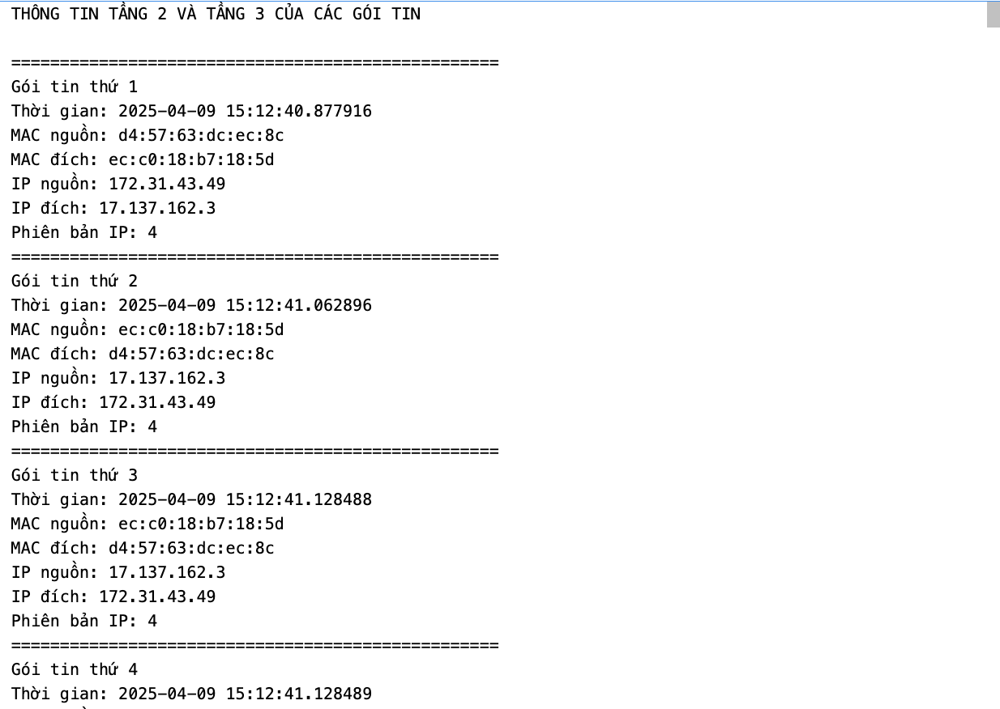 THÔNG TIN TẦNG 2 VÀ TẦNG 3 CỦA CÁC GÓI TIN
==================================================
Gói tin thứ 1
Thời gian: 2025-04-09 15:12:40.877916
MAC nguồn: d4:57:63:dc:ec:8c
MAC đích: ec:c0:18:b7:18:5d
IP nguồn: 172.31.43.49
IP đích: 17.137.162.3
Phiên bản IP: 4
==================================================
Gói tin thứ 2
Thời gian: 2025-04-09 15:12:41.062896
MAC nguồn: ec:c0:18:b7:18:5d
MAC đích: d4:57:63:dc:ec:8c
IP nguồn: 17.137.162.3
IP đích: 172.31.43.49
Phiên bản IP: 4
==================================================
Gói tin thứ 3
Thời gian: 2025-04-09 15:12:41.128488
MAC nguồn: ec:c0:18:b7:18:5d
MAC đích: d4:57:63:dc:ec:8c
IP nguồn: 17.137.162.3
IP đích: 172.31.43.49
Phiên bản IP: 4
==================================================
Gói tin thứ 4
Thời gian: 2025-04-09 15:12:41.128489